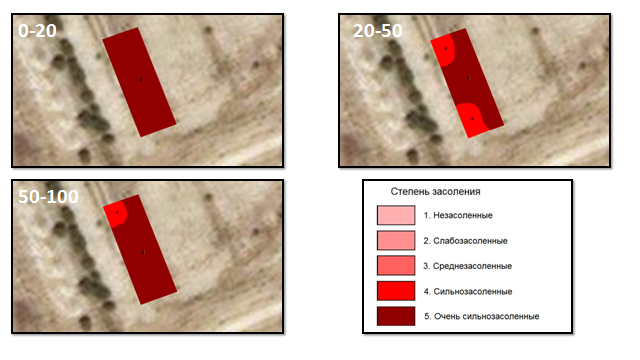 0-20
20-50
50-100
Степень засоления
1. Незасоленные
2. Слабозасоленные
3. Среднезасоленные
4. Сильнозасоленные
5. Очень сильнозасоленные